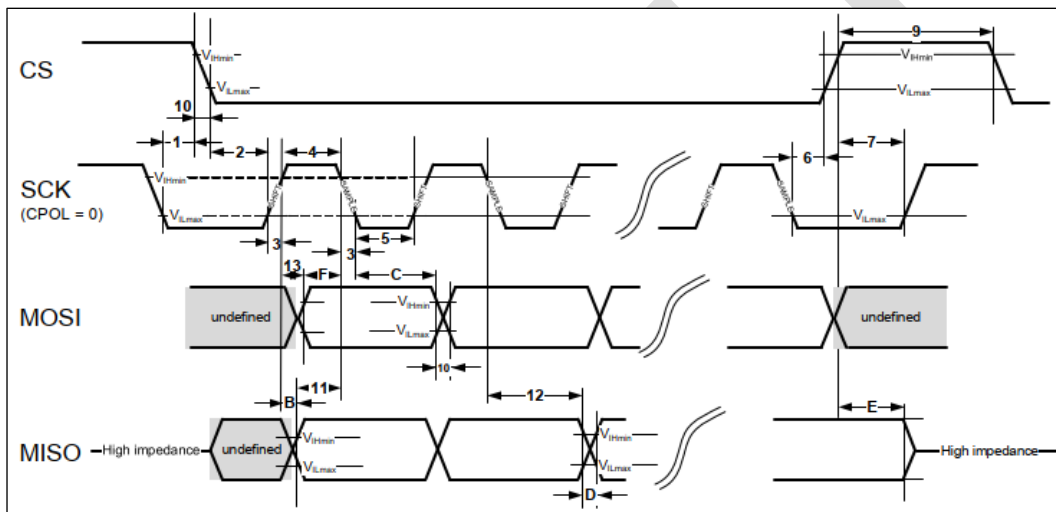 9
CS
VIHmin
VIHmin
VILmax
VILmax
10
1
2
4
6
7
SCK
(CPOL = 0)
VIHmin
VILmax
SHIFT
SAMPLE
SHIFT
SAMPLE
SHIFT
SHIFT
SAMPLE
VILmax
3
3
5
13
F
C
MOSI
undefined
VIHmin
VILmax
undefined
10
11
12
B
E
MISO
High impedance
undefined
VIHmin
VILmax
VIHmin
VILmax
High impedance
D